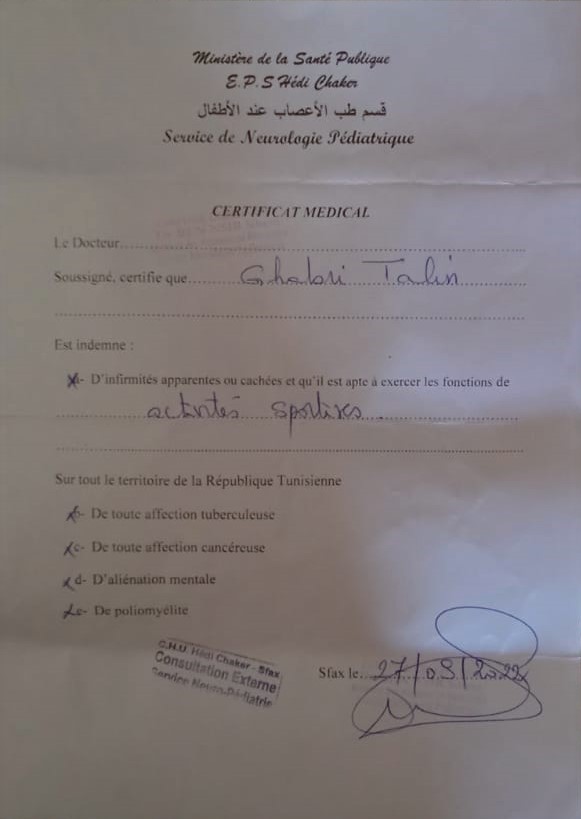 Ministère de la Santé Publique
E.P.S Hédi Chaker
قسم طب الأعصاب عند الأطفال
Service de Neurologie Pédiatrique
CERTIFICAT MEDICAL
Le Docteur
Soussigné, certifie que Ghabri
Est indemne :
a- D'infirmités apparentes ou cachées et qu'il est apte à exercer les fonctions de
activités sportives
Sur tout le territoire de la République Tunisienne
b- De toute affection tuberculeuse
c- De toute affection cancéreuse
d- D'aliénation mentale
e- De poliomyélite
C.H.U. Hédi Chaker - Sfax
Consultation Externe
Service Neuro-Pédiatrie
Sfax le 27/09/2022